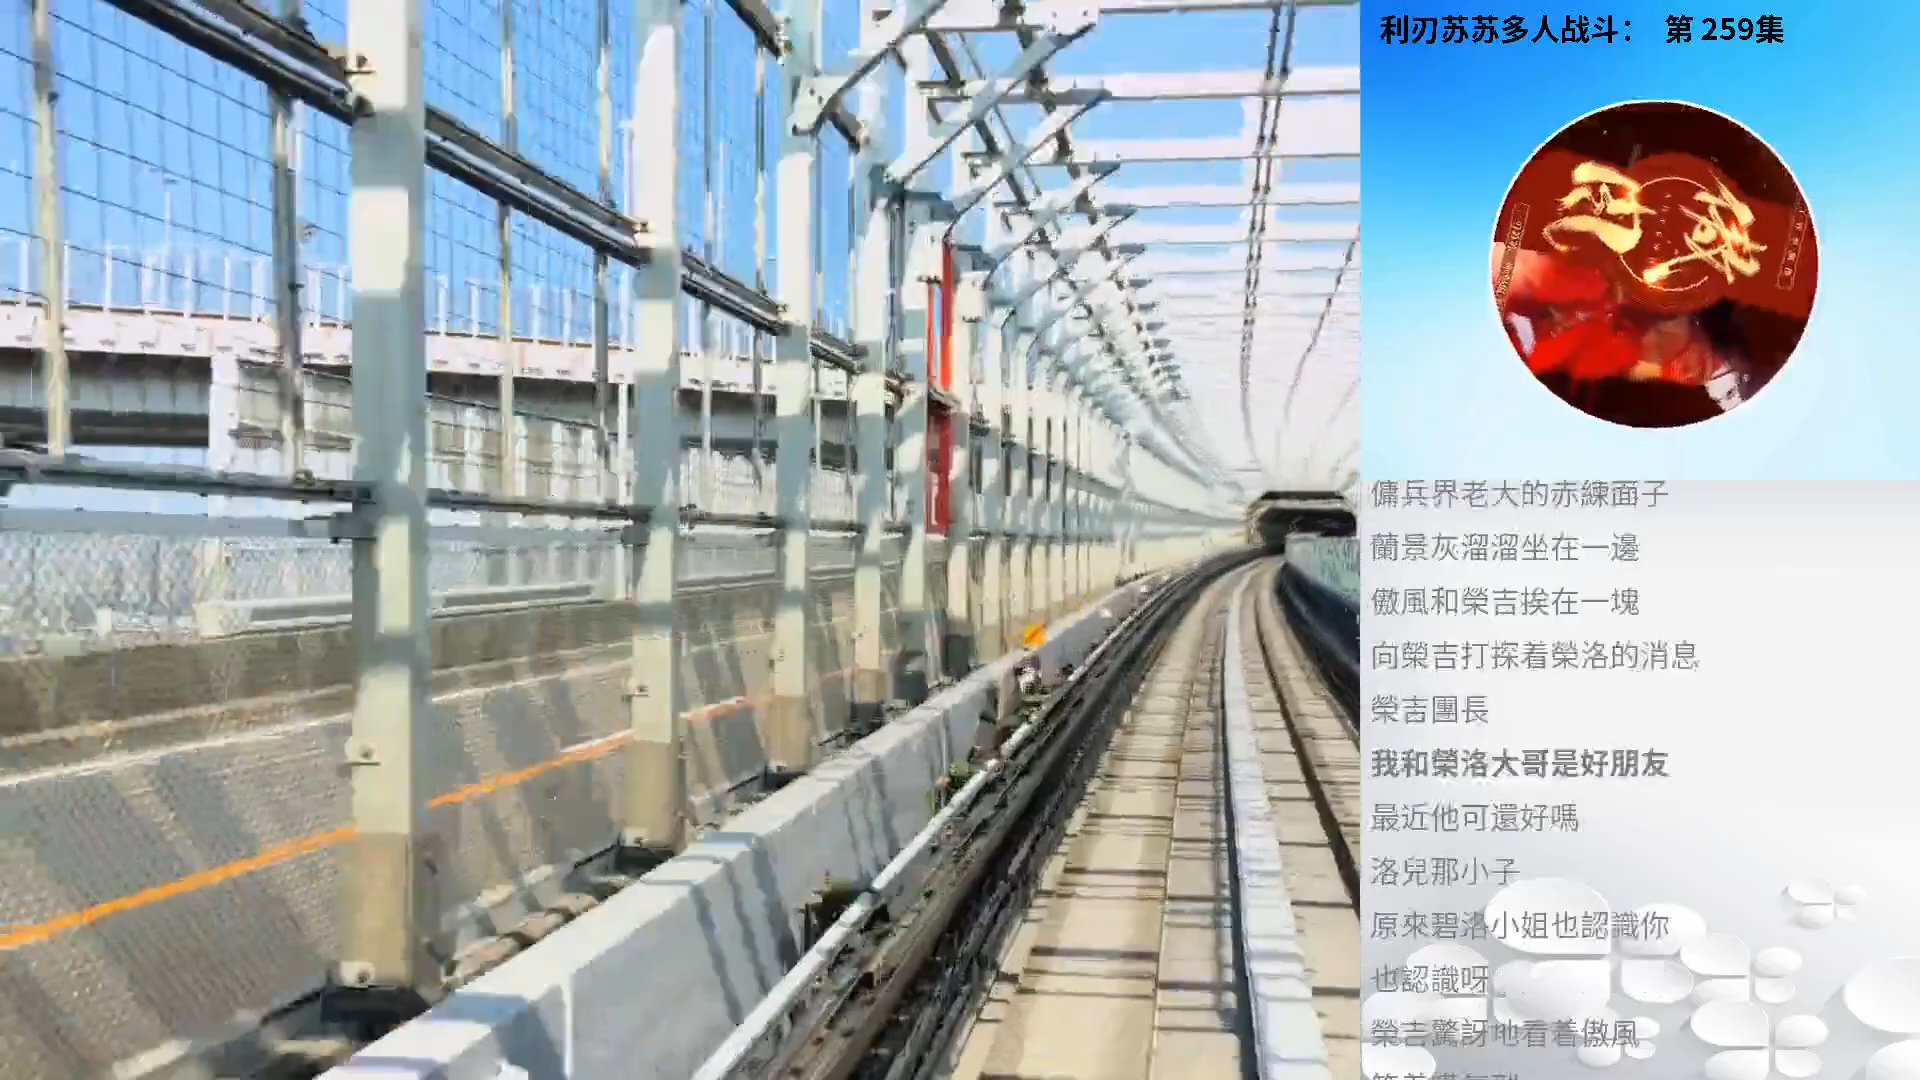 利刃苏苏多人战斗： 第 259集
傲風
傭兵界老大的赤練面子
蘭景灰溜溜坐在一邊
傲風和榮吉挨在一塊
向榮吉打探着榮洛的消息
榮吉團長
我和榮洛大哥是好朋友
最近他可還好嗎
洛兒那小子
原來碧洛小姐也認識你
也認識呀
榮吉驚訝地看着傲風